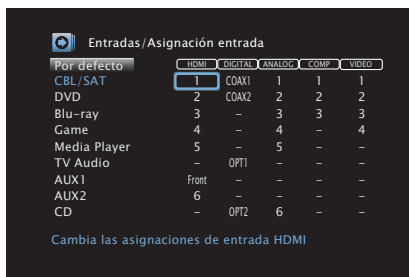 Entradas/Asignación entrada
Por defecto HDMI DIGITAL ANALOG COMP VIDEO
CBL/SAT 1 COAX1 1 1 1
DVD 2 COAX2 2 2 2
Blu-ray 3 – 3 3 3
Game 4 – 4 – 4
Media Player 5 – 5 – –
TV Audio – OPT1 – – –
AUX1 Front – – – –
AUX2 6 – – – –
CD – OPT2 6 – –
Cambia las asignaciones de entrada HDMI